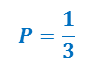 P = 1/3